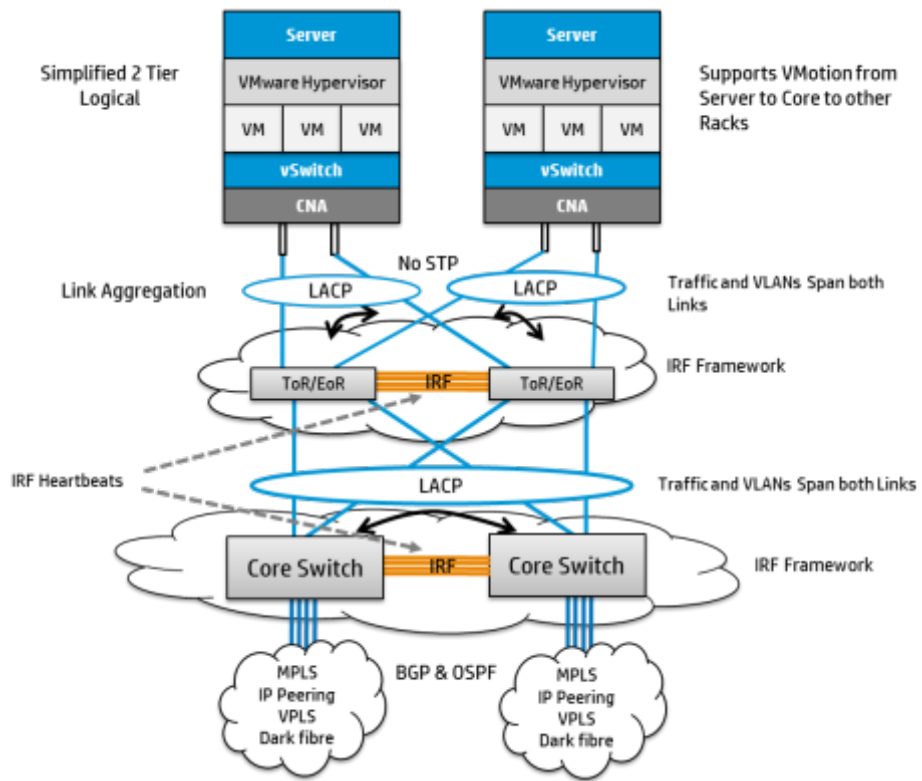 Server
Server
Simplified 2 Tier
Logical
VMware Hypervisor
VMware Hypervisor
Supports VMotion from
Server to Core to other
Racks
VM
VM
VM
VM
VM
VM
vSwitch
vSwitch
CNA
CNA
No STP
Link Aggregation
LACP
LACP
Traffic and VLANs Span both
Links
IRF Framework
ToR/EoR
IRF
ToR/EoR
IRF Heartbeats
LACP
Traffic and VLANs Span both Links
Core Switch
IRF
Core Switch
IRF Framework
BGP & OSPF
MPLS
IP Peering
VPLS
Dark fibre
MPLS
IP Peering
VPLS
Dark fibre